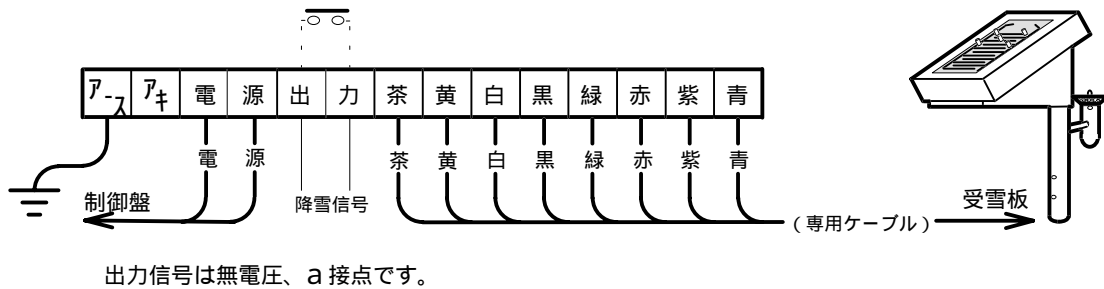 アース アキ 電 源 出 力 茶 黄 白 黒 緑 赤 紫 青
電 源 茶 黄 白 黒 緑 赤 紫 青
制御盤 降雪信号 受雪板
(専用ケーブル)
出力信号は無電圧、a接点です。